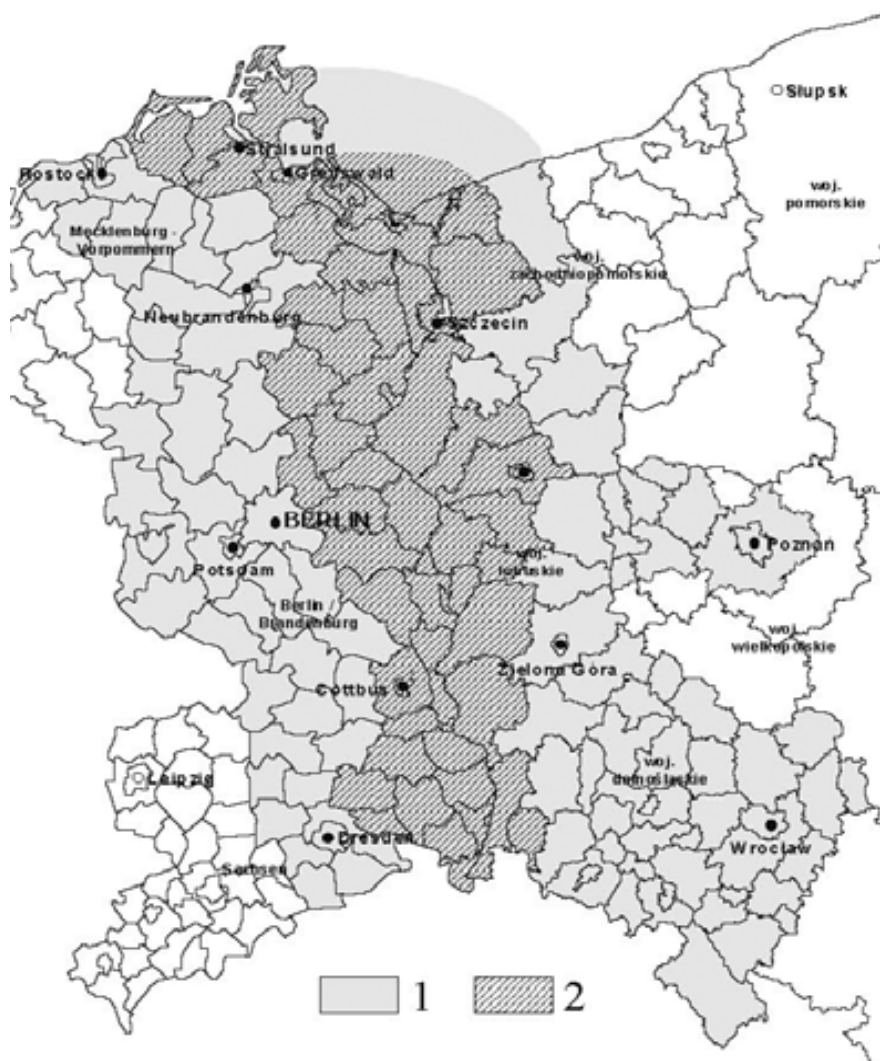 Słupsk
woj.
pomorskie
Stralsund
Rostock
Greifswald
Mecklenburg -
Vorpommern
woj.
zachodniopomorskie
Neubrandenburg
Szczecin
BERLIN
Poznań
Potsdam
woj.
lubuskie
Berlin /
Brandenburg
woj.
wielkopolskie
Zielona Góra
Cottbus
woj.
dolnośląskie
Leipzig
Dresden
Wrocław
Sachsen
1
2